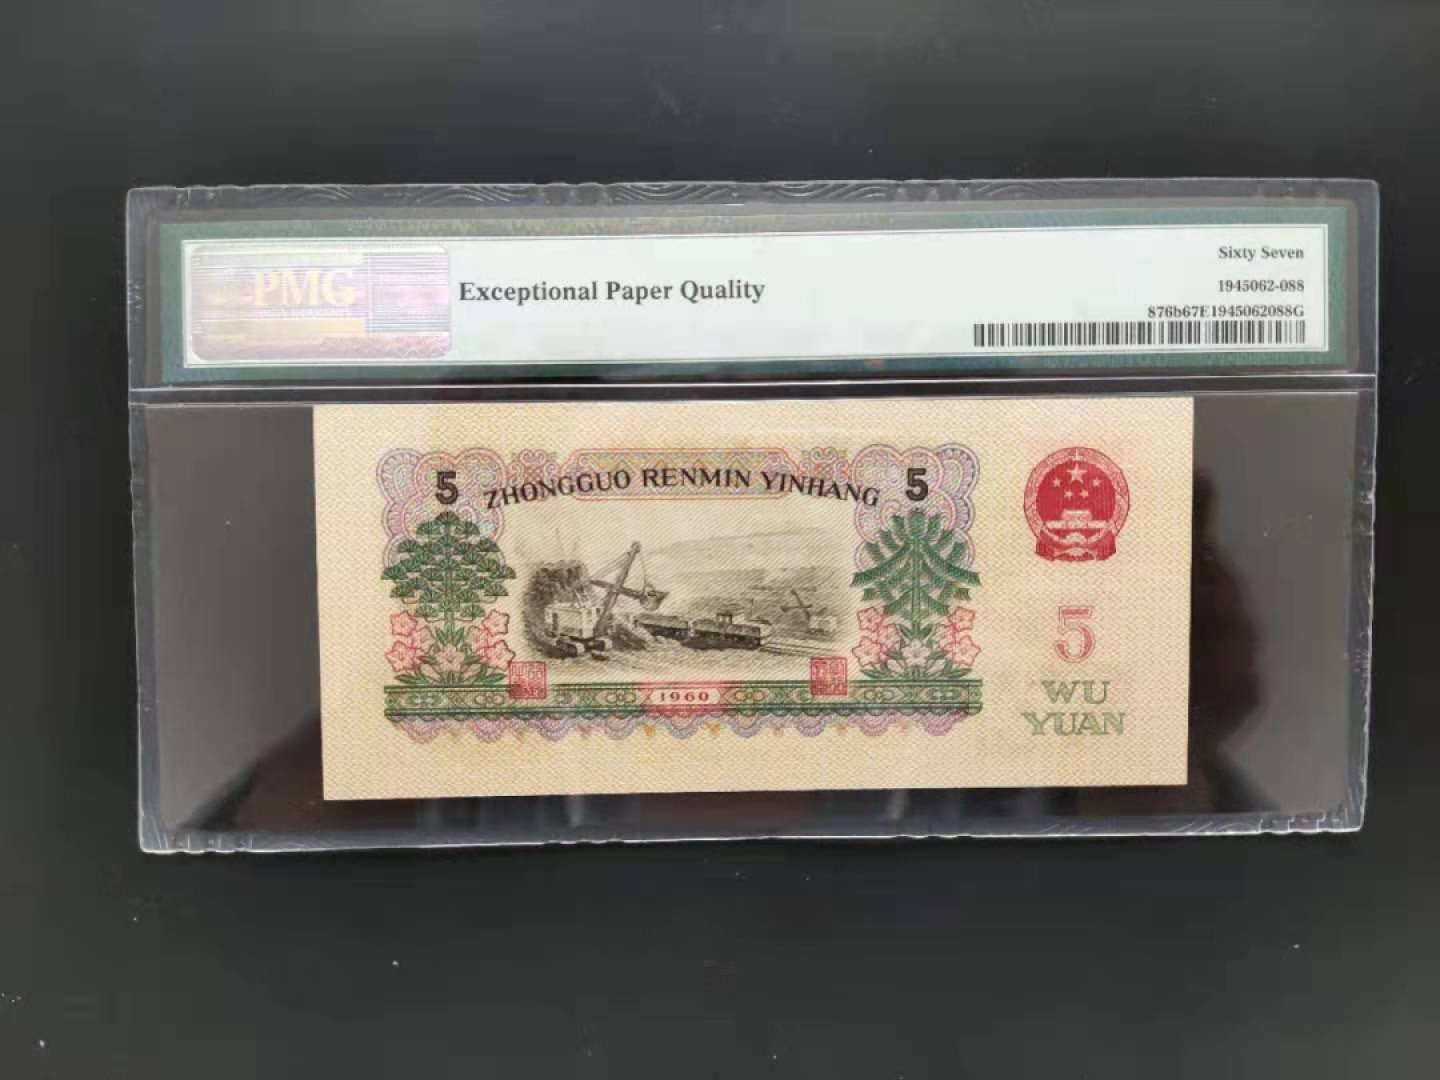 PMG
Exceptional Paper Quality
Sixty Seven
1945062-088
876b67E1945062088G
5 ZHONGGUO RENMIN YINHANG 5
1960
5
WU
YUAN